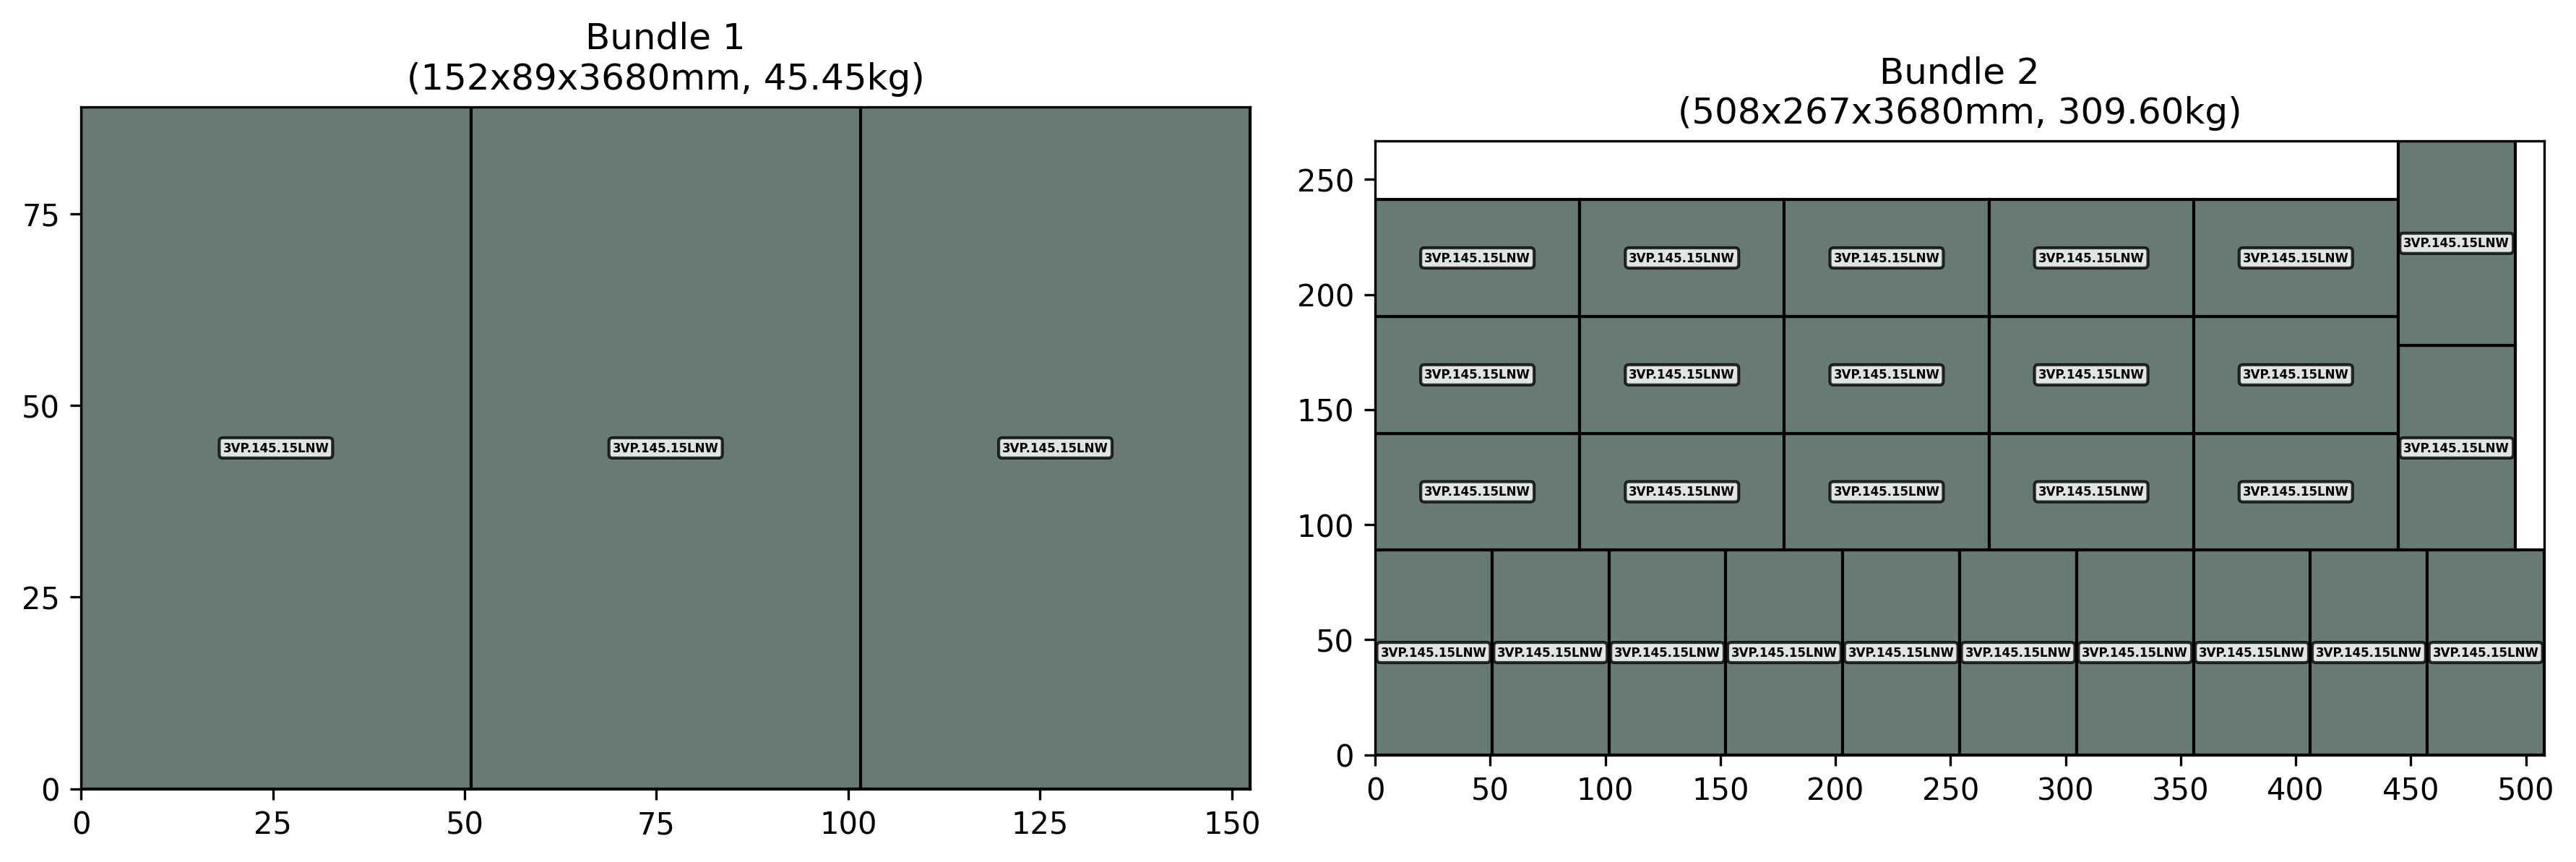 Bundle 1
(152x89x3680mm, 45.45kg)
75
50
25
0
3VP.145.15LNW 3VP.145.15LNW 3VP.145.15LNW
0 25 50 75 100 125 150
Bundle 2
(508x267x3680mm, 309.60kg)
250
200
150
100
50
0
3VP.145.15LNW
3VP.145.15LNW 3VP.145.15LNW 3VP.145.15LNW 3VP.145.15LNW 3VP.145.15LNW
3VP.145.15LNW 3VP.145.15LNW 3VP.145.15LNW 3VP.145.15LNW 3VP.145.15LNW
3VP.145.15LNW
3VP.145.15LNW 3VP.145.15LNW 3VP.145.15LNW 3VP.145.15LNW 3VP.145.15LNW
3VP.145.15LNW 3VP.145.15LNW 3VP.145.15LNW 3VP.145.15LNW 3VP.145.15LNW 3VP.145.15LNW 3VP.145.15LNW 3VP.145.15LNW 3VP.145.15LNW 3VP.145.15LNW
0 50 100 150 200 250 300 350 400 450 500